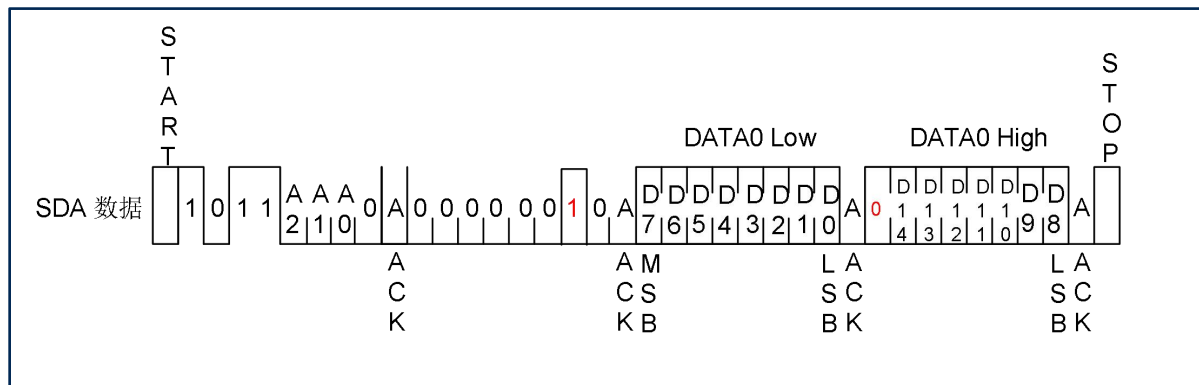 START
STOP
DATA0 Low
DATA0 High
SDA 数据
1 0 1 1 A2 A1 A0 0 A 0 0 0 0 0 0 1 0 A D7 D6 D5 D4 D3 D2 D1 D0 A 0 D14 D13 D12 D11 D10 D9 D8 A
ACK
ACK
MSB
LSB
ACK
LSB
ACK